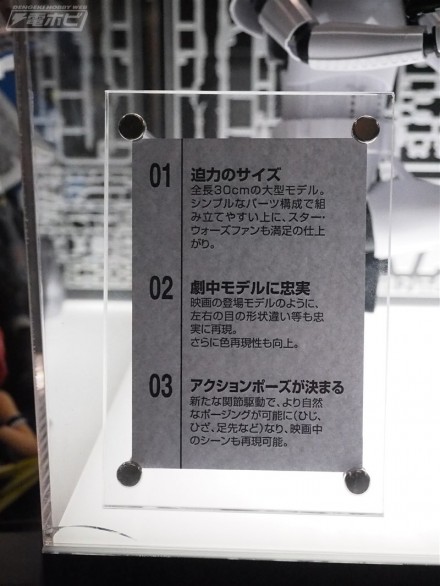 DENGEKI HOBBY WEB
電ホビ
01 迫力のサイズ
全長30cmの大型モデル。
シンプルなパーツ構成で組
み立てやすい上に、スター・
ウォーズファンも満足の仕上
がり。
02 劇中モデルに忠実
映画の登場モデルのように、
左右の目の形状違い等も忠
実に再現。
さらに色再現性も向上。
03 アクションポーズが決まる
新たな関節駆動で、より自然
なポージングが可能に(ひじ、
ひざ、足先など)なり、映画中
のシーンも再現可能。